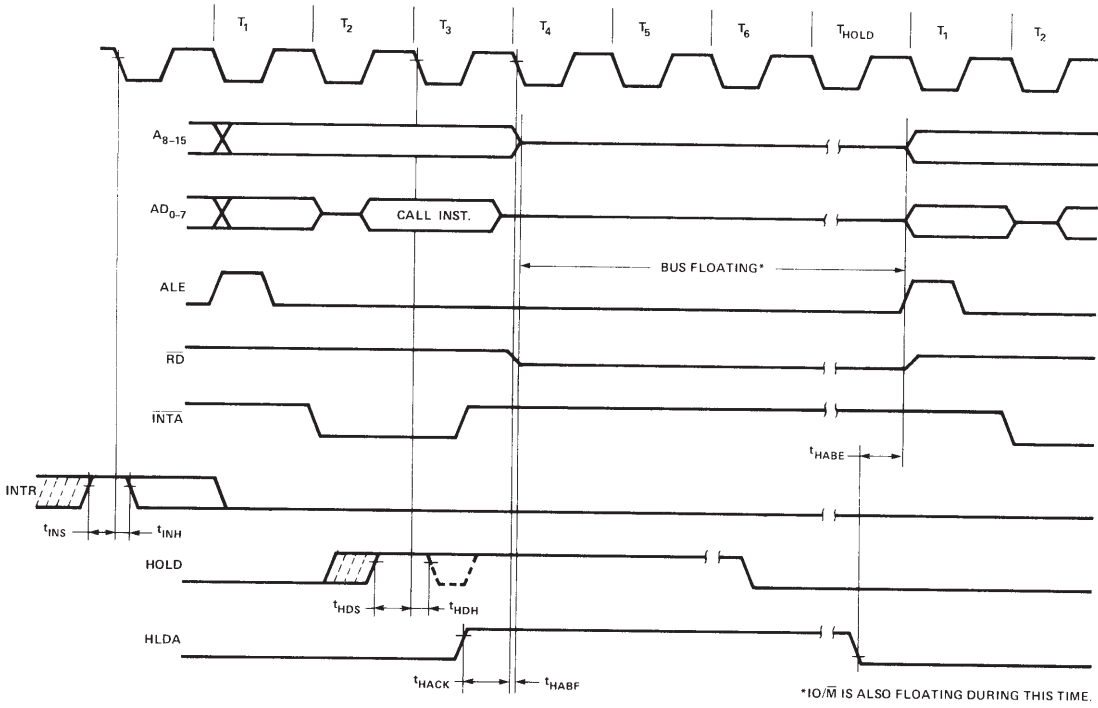 T1 T2 T3 T4 T5 T6 THOLD T1 T2
A8–15
AD0–7
CALL INST.
BUS FLOATING*
ALE
RD
INTA
tHABE
INTR
tINS
tINH
HOLD
tHDS
tHDH
HLDA
tHACK
tHABF
*IO/M̅ IS ALSO FLOATING DURING THIS TIME.